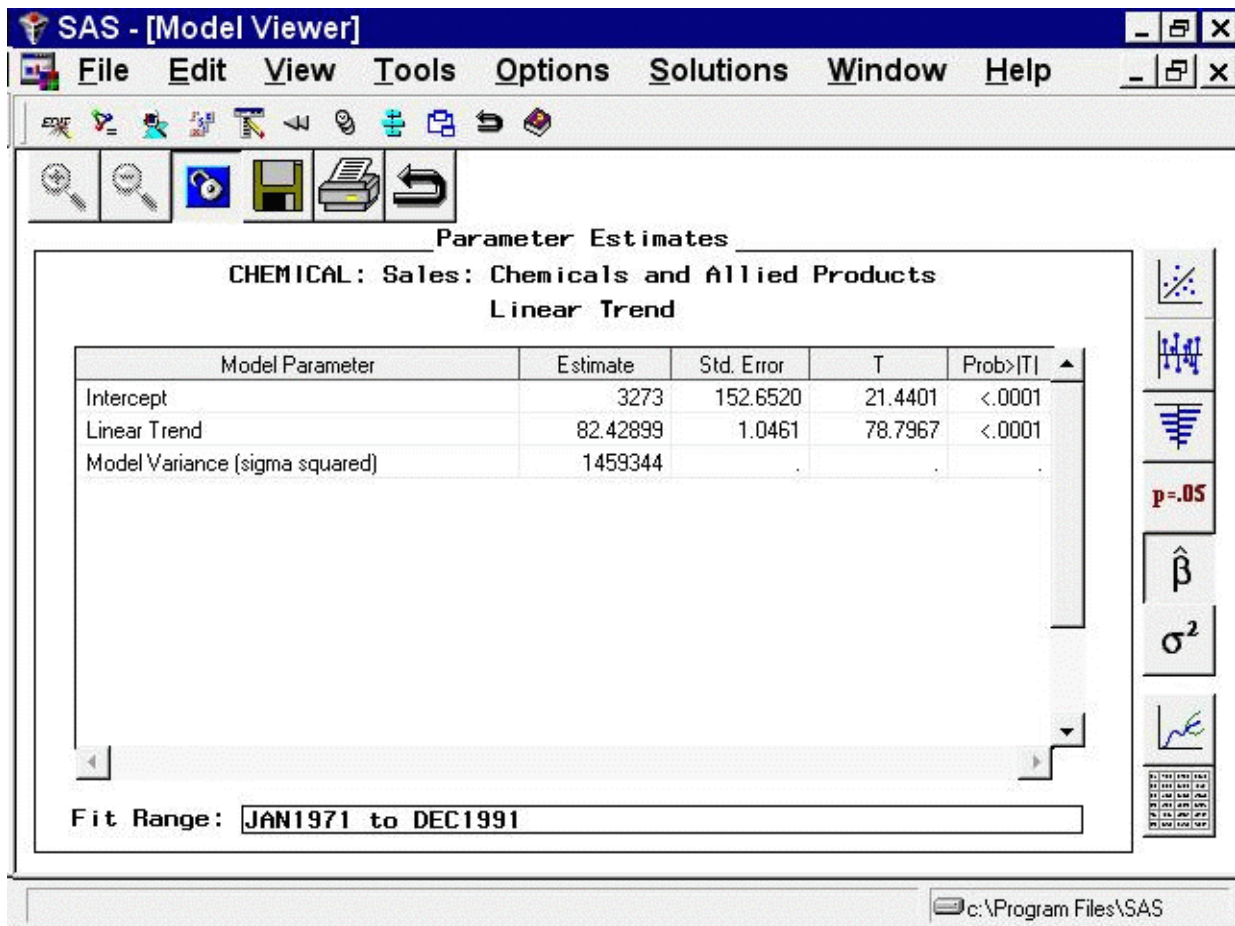 SAS - [Model Viewer]
File Edit View Tools Options Solutions Window Help
Parameter Estimates
CHEMICAL: Sales: Chemicals and Allied Products
Linear Trend
Model Parameter Estimate Std. Error T Prob>|T|
Intercept 3273 152.6520 21.4401 <.0001
Linear Trend 82.42899 1.0461 78.7967 <.0001
Model Variance (sigma squared) 1459344 . . .
p=.05
β̂
σ²
Fit Range: JAN1971 to DEC1991
c:\Program Files\SAS